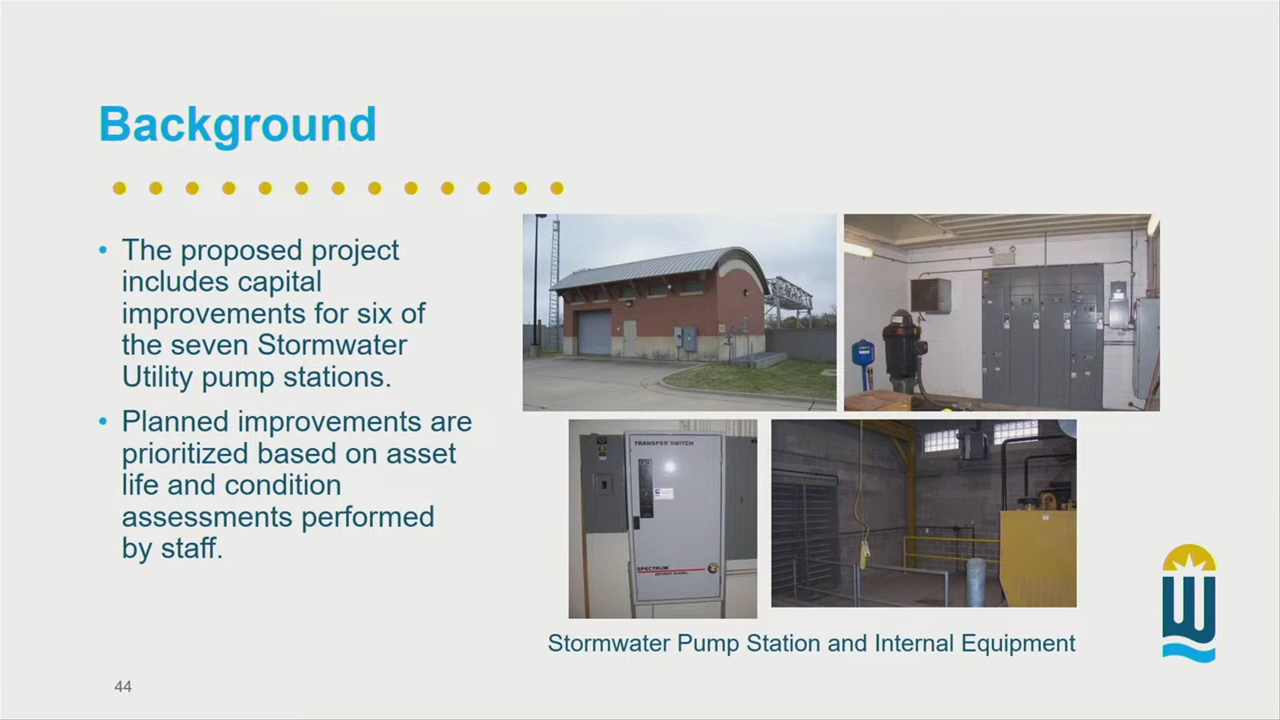 Background
• The proposed project
includes capital
improvements for six of
the seven Stormwater
Utility pump stations.
• Planned improvements are
prioritized based on asset
life and condition
assessments performed
by staff.
TRANSFER SWITCH
SPECTRUM
Stormwater Pump Station and Internal Equipment
W
44